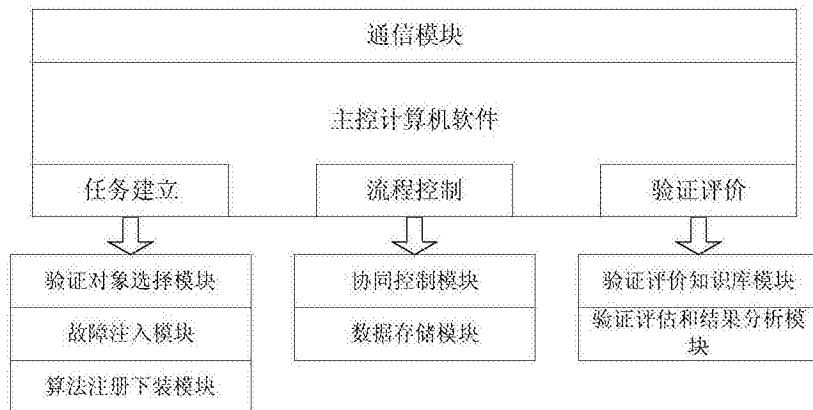 通信模块
主控计算机软件
任务建立
流程控制
验证评价
验证对象选择模块
故障注入模块
算法注册下装模块
协同控制模块
数据存储模块
验证评价知识库模块
验证评估和结果分析模
块